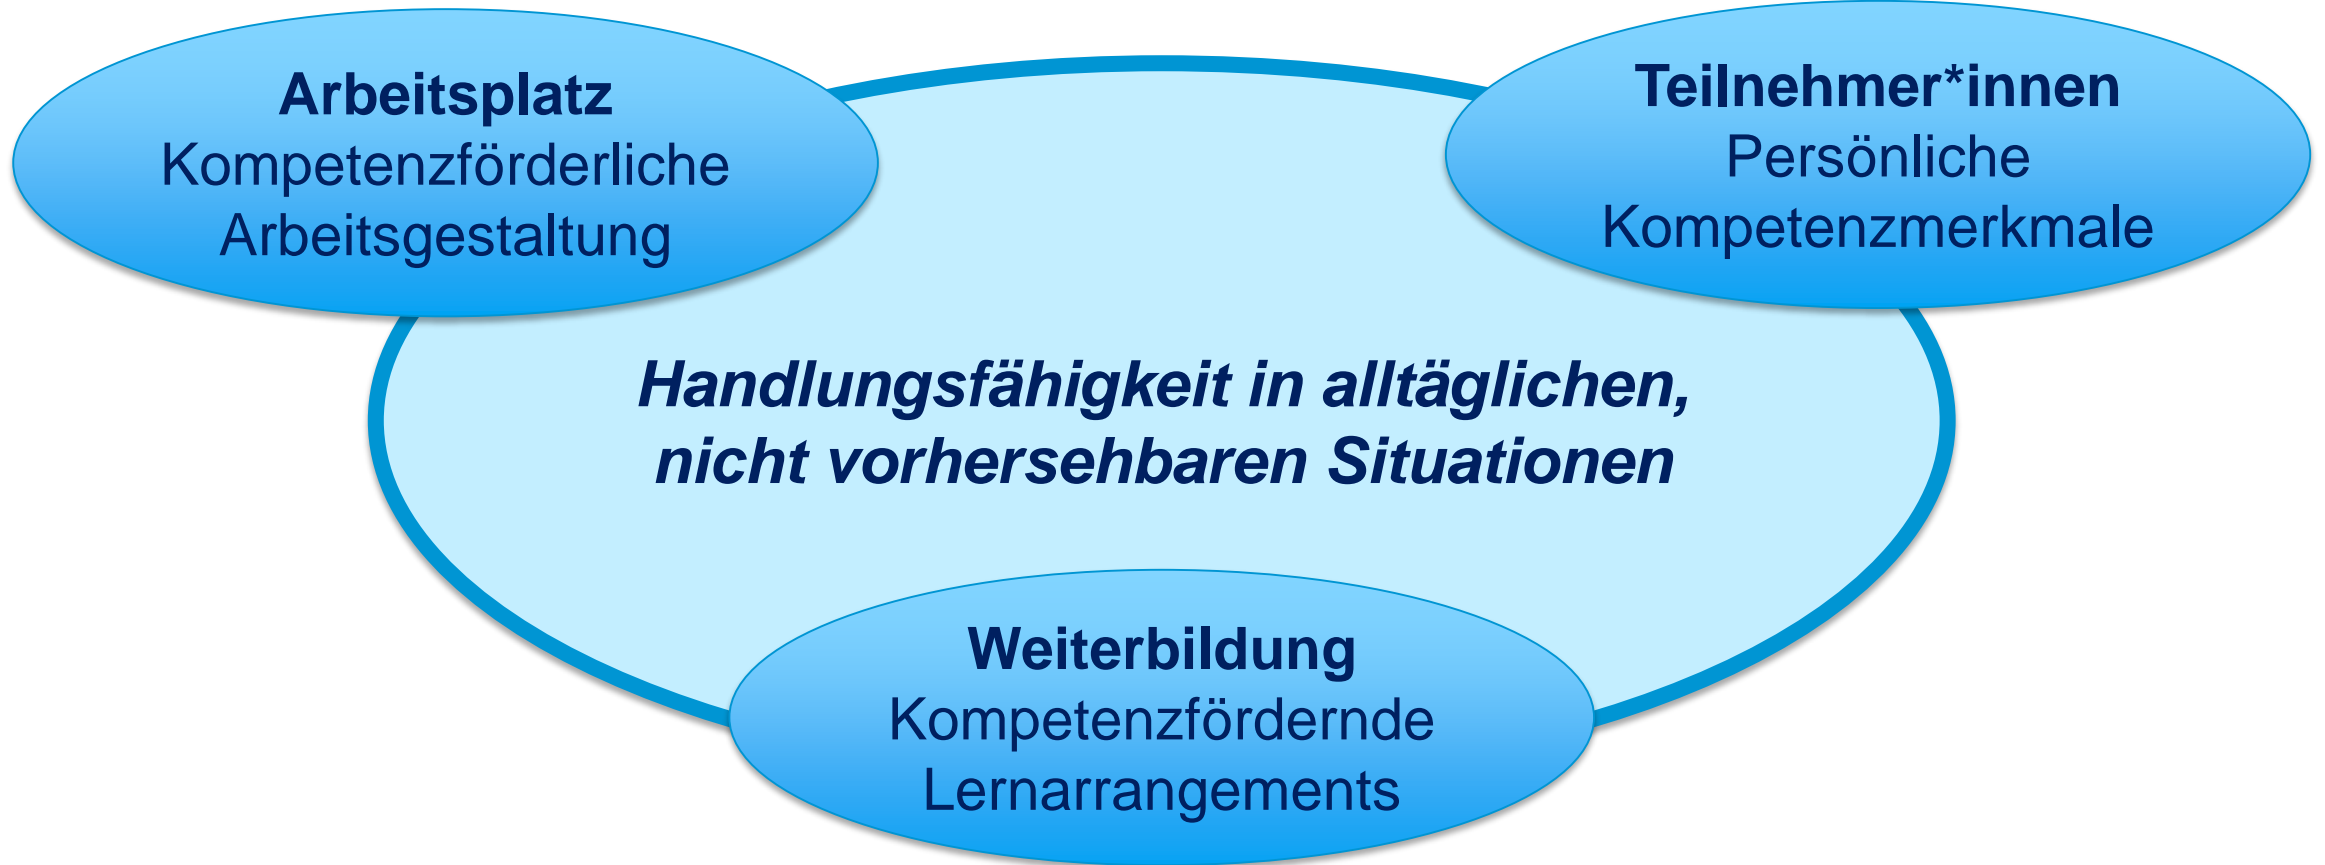 Arbeitsplatz
Kompetenzförderliche
Arbeitsgestaltung
Teilnehmer*innen
Persönliche
Kompetenzmerkmale
Handlungsfähigkeit in alltäglichen,
nicht vorhersehbaren Situationen
Weiterbildung
Kompetenzfördernde
Lernarrangements